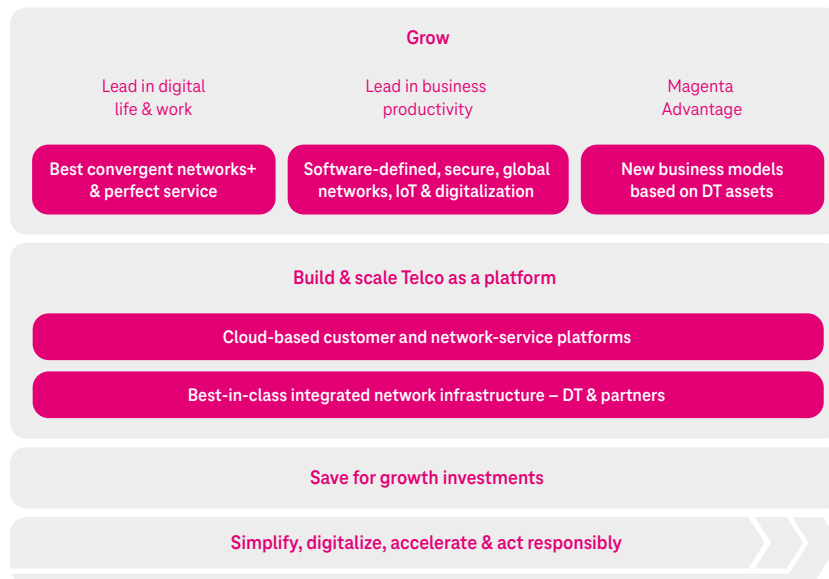 Grow
Lead in digital
life & work
Lead in business
productivity
Magenta
Advantage
Best convergent networks+
& perfect service
Software-defined, secure, global
networks, IoT & digitalization
New business models
based on DT assets
Build & scale Telco as a platform
Cloud-based customer and network-service platforms
Best-in-class integrated network infrastructure – DT & partners
Save for growth investments
Simplify, digitalize, accelerate & act responsibly